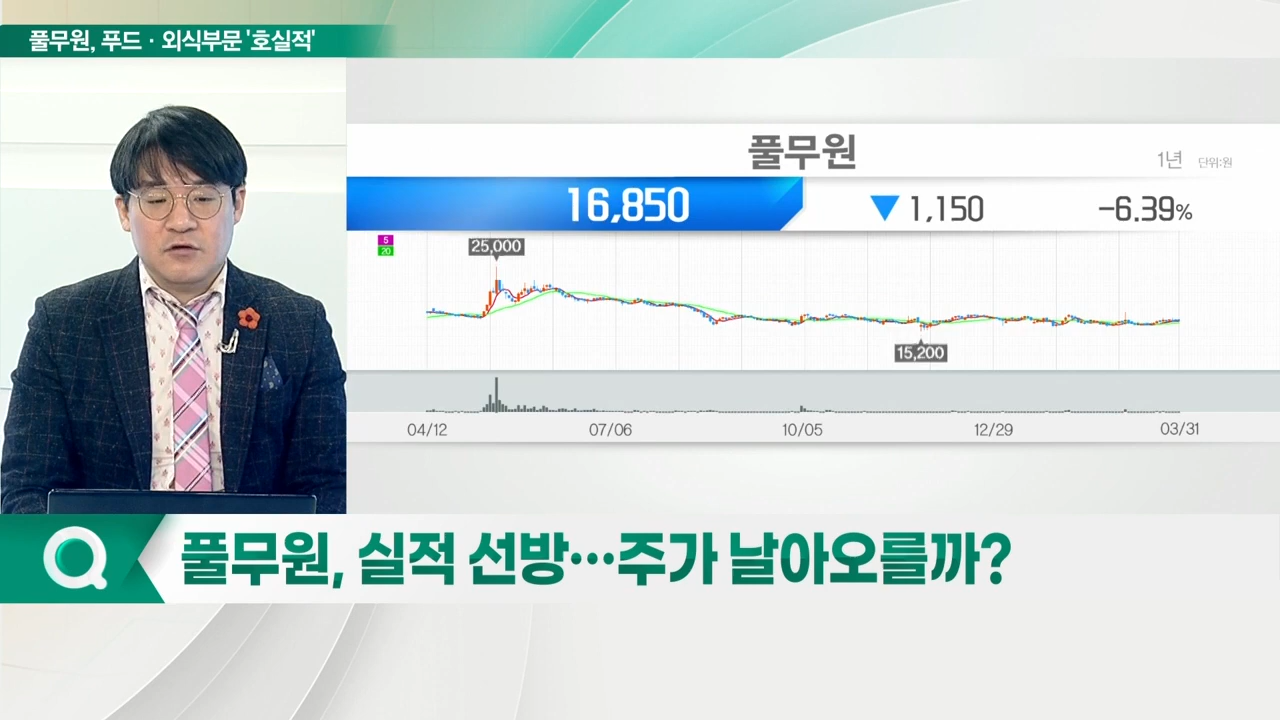 풀무원, 푸드·외식부문 '호실적'
풀무원
1년 단위:원
16,850 ▼ 1,150 -6.39%
5
20
25,000
15,200
04/12 07/06 10/05 12/29 03/31
풀무원, 실적 선방…주가 날아오를까?